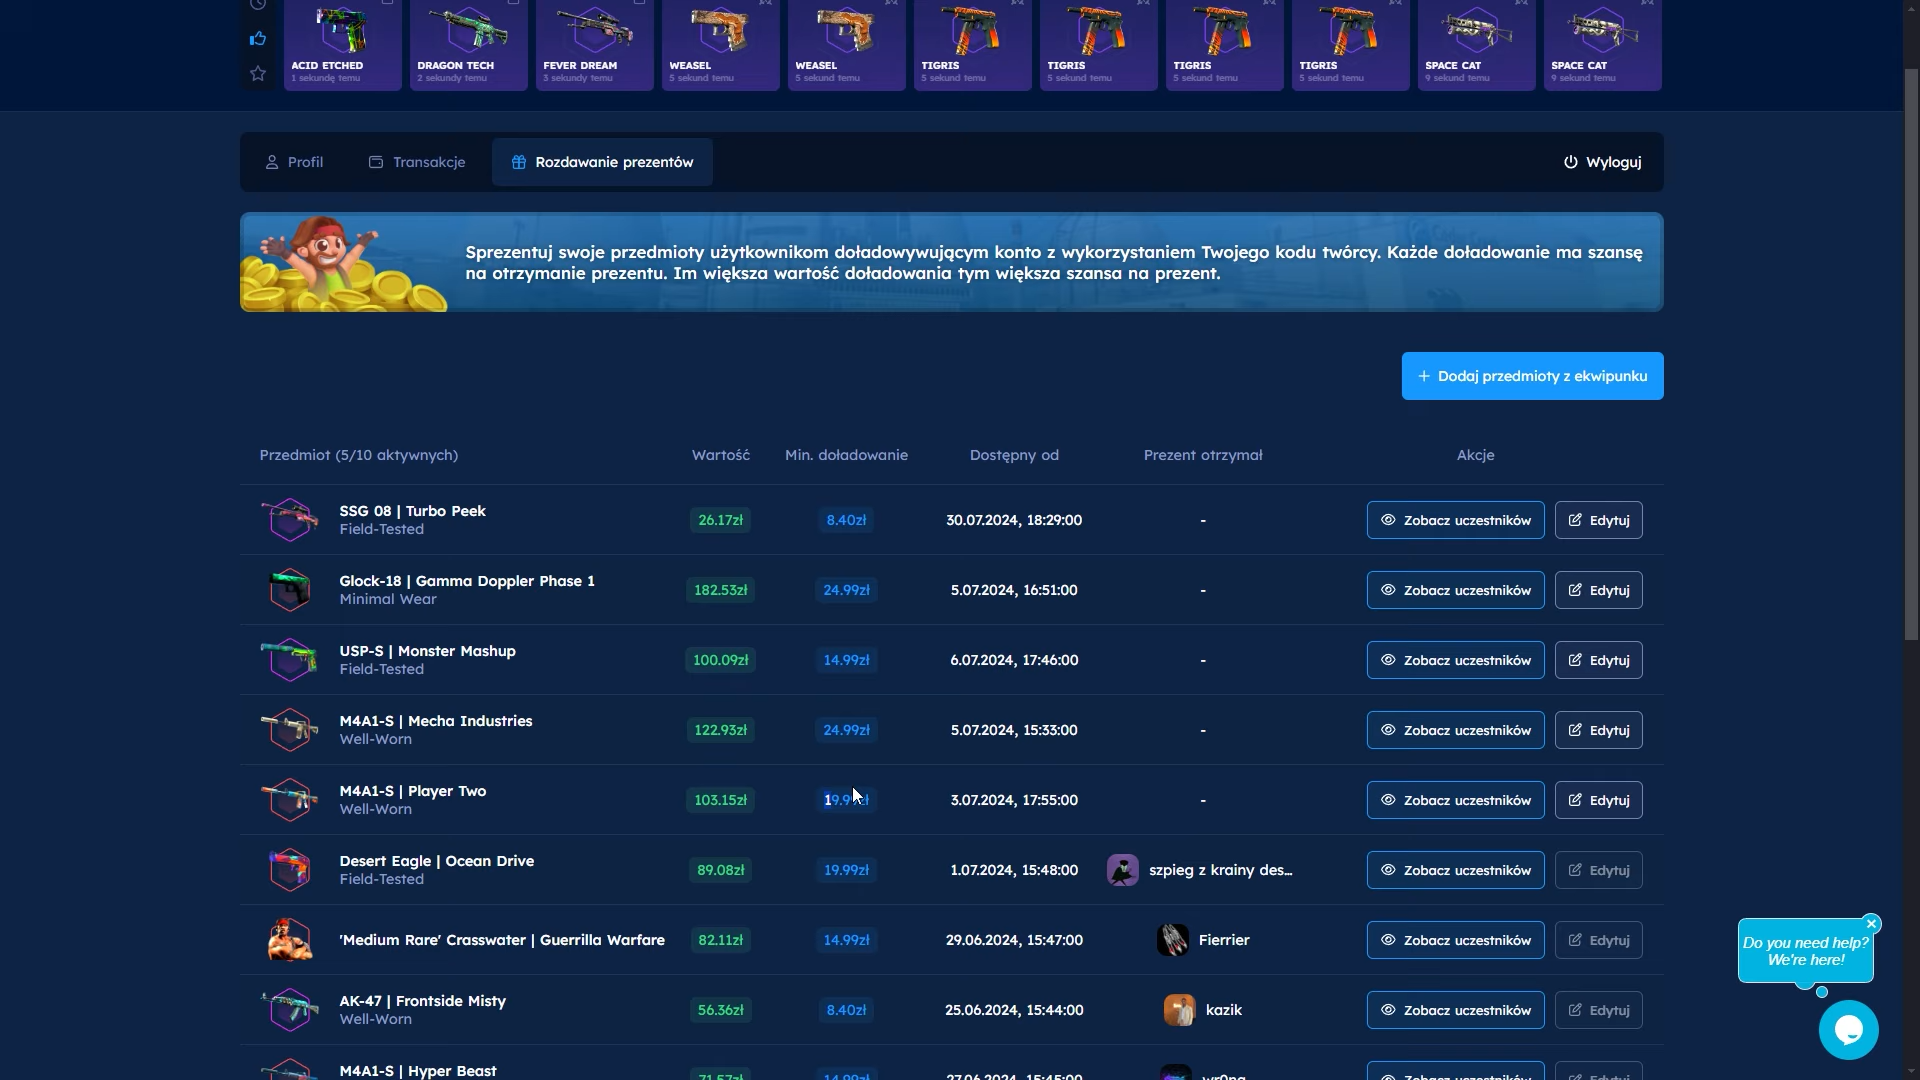 ACID ETCHED
1 sekundę temu
DRAGON TECH
2 sekundy temu
FEVER DREAM
3 sekundy temu
WEASEL
5 sekund temu
WEASEL
5 sekund temu
TIGRIS
5 sekund temu
TIGRIS
5 sekund temu
TIGRIS
5 sekund temu
TIGRIS
5 sekund temu
SPACE CAT
9 sekund temu
SPACE CAT
9 sekund temu
Profil Transakcje Rozdawanie prezentów Wyloguj
Sprezentuj swoje przedmioty użytkownikom doładowywującym konto z wykorzystaniem Twojego kodu twórcy. Każde doładowanie ma szansę
na otrzymanie prezentu. Im większa wartość doładowania tym większa szansa na prezent.
+ Dodaj przedmioty z ekwipunku
Przedmiot (5/10 aktywnych) Wartość Min. doładowanie Dostępny od Prezent otrzymał Akcje
SSG 08 | Turbo Peek
Field-Tested
26.17zł 8.40zł 30.07.2024, 18:29:00 - Zobacz uczestników Edytuj
Glock-18 | Gamma Doppler Phase 1
Minimal Wear
182.53zł 24.99zł 5.07.2024, 16:51:00 - Zobacz uczestników Edytuj
USP-S | Monster Mashup
Field-Tested
100.09zł 14.99zł 6.07.2024, 17:46:00 - Zobacz uczestników Edytuj
M4A1-S | Mecha Industries
Well-Worn
122.93zł 24.99zł 5.07.2024, 15:33:00 - Zobacz uczestników Edytuj
M4A1-S | Player Two
Well-Worn
103.15zł 3.07.2024, 17:55:00 - Zobacz uczestników Edytuj
Desert Eagle | Ocean Drive
Field-Tested
89.08zł 19.99zł 1.07.2024, 15:48:00 szpieg z krainy des... Zobacz uczestników Edytuj
'Medium Rare' Crasswater | Guerrilla Warfare
82.11zł 14.99zł 29.06.2024, 15:47:00 Fierrier Zobacz uczestników Edytuj
AK-47 | Frontside Misty
Well-Worn
56.36zł 8.40zł 25.06.2024, 15:44:00 kazik Zobacz uczestników Edytuj
M4A1-S | Hyper Beast
Do you need help?
We're here!